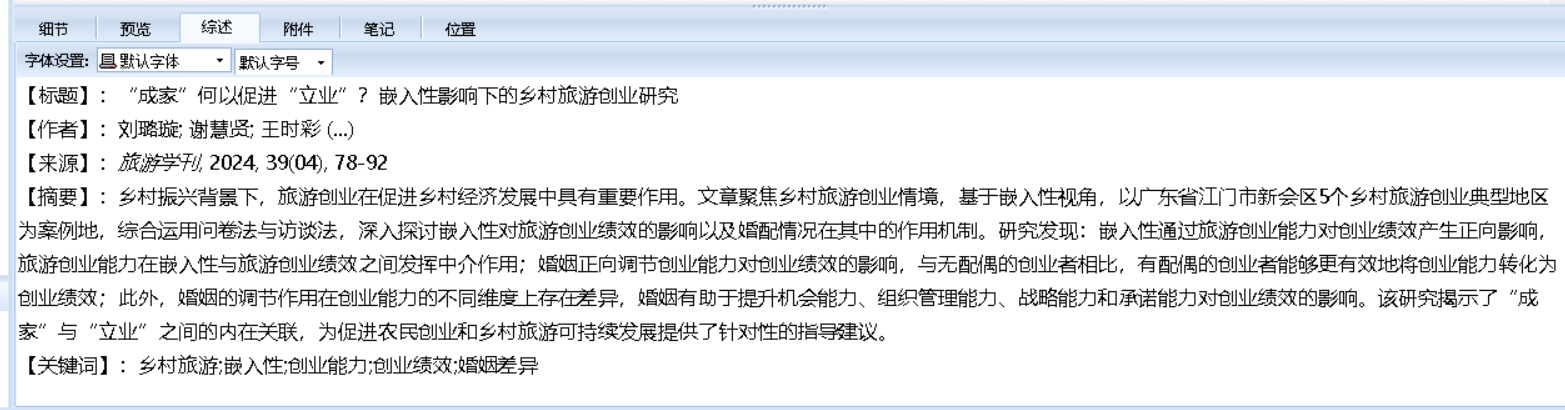 细节 预览 综述 附件 笔记 位置
字体设置: 默认字体 默认字号
【标题】：“成家”何以促进“立业”？嵌入性影响下的乡村旅游创业研究
【作者】：刘璐璇; 谢慧贤; 王时彩 (...)
【来源】：旅游学刊, 2024, 39(04), 78-92
【摘要】：乡村振兴背景下，旅游创业在促进乡村经济发展中具有重要作用。文章聚焦乡村旅游创业情境，基于嵌入性视角，以广东省江门市新会区5个乡村旅游创业典型地区
为案例地，综合运用问卷法与访谈法，深入探讨嵌入性对旅游创业绩效的影响以及婚配情况在其中的作用机制。研究发现：嵌入性通过旅游创业能力对创业绩效产生正向影响，
旅游创业能力在嵌入性与旅游创业绩效之间发挥中介作用；婚姻正向调节创业能力对创业绩效的影响，与无配偶的创业者相比，有配偶的创业者能够更有效地将创业能力转化为
创业绩效；此外，婚姻的调节作用在创业能力的不同维度上存在差异，婚姻有助于提升机会能力、组织管理能力、战略能力和承诺能力对创业绩效的影响。该研究揭示了“成
家”与“立业”之间的内在关联，为促进农民创业和乡村旅游可持续发展提供了针对性的指导建议。
【关键词】：乡村旅游;嵌入性;创业能力;创业绩效;婚姻差异